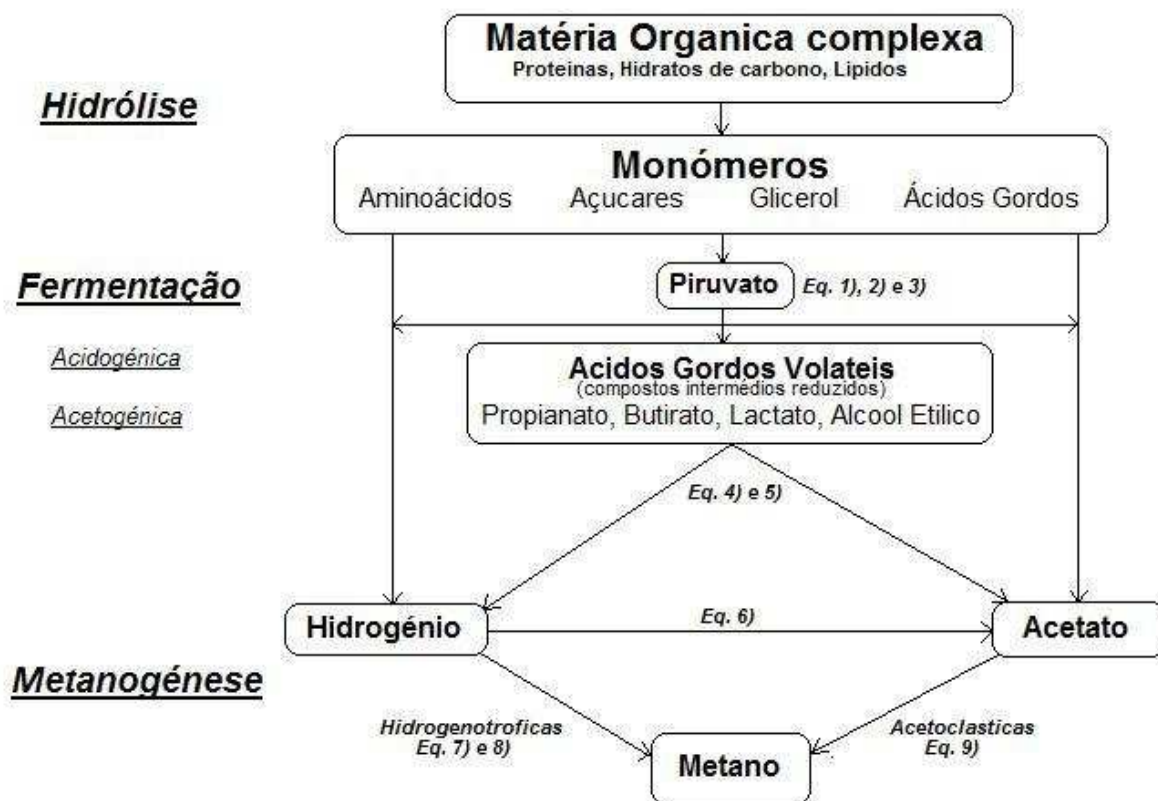 Matéria Organica complexa
Proteinas, Hidratos de carbono, Lipidos
Hidrólise
Monómeros
Aminoácidos Açucares Glicerol Ácidos Gordos
Fermentação
Piruvato Eq. 1), 2) e 3)
Acidogénica
Acidos Gordos Volateis
(compostos intermédios reduzidos)
Acetogénica
Propianato, Butirato, Lactato, Alcool Etilico
Eq. 4) e 5)
Hidrogénio
Eq. 6)
Acetato
Metanogénese
Hidrogenotroficas
Eq. 7) e 8)
Acetoclasticas
Eq. 9)
Metano